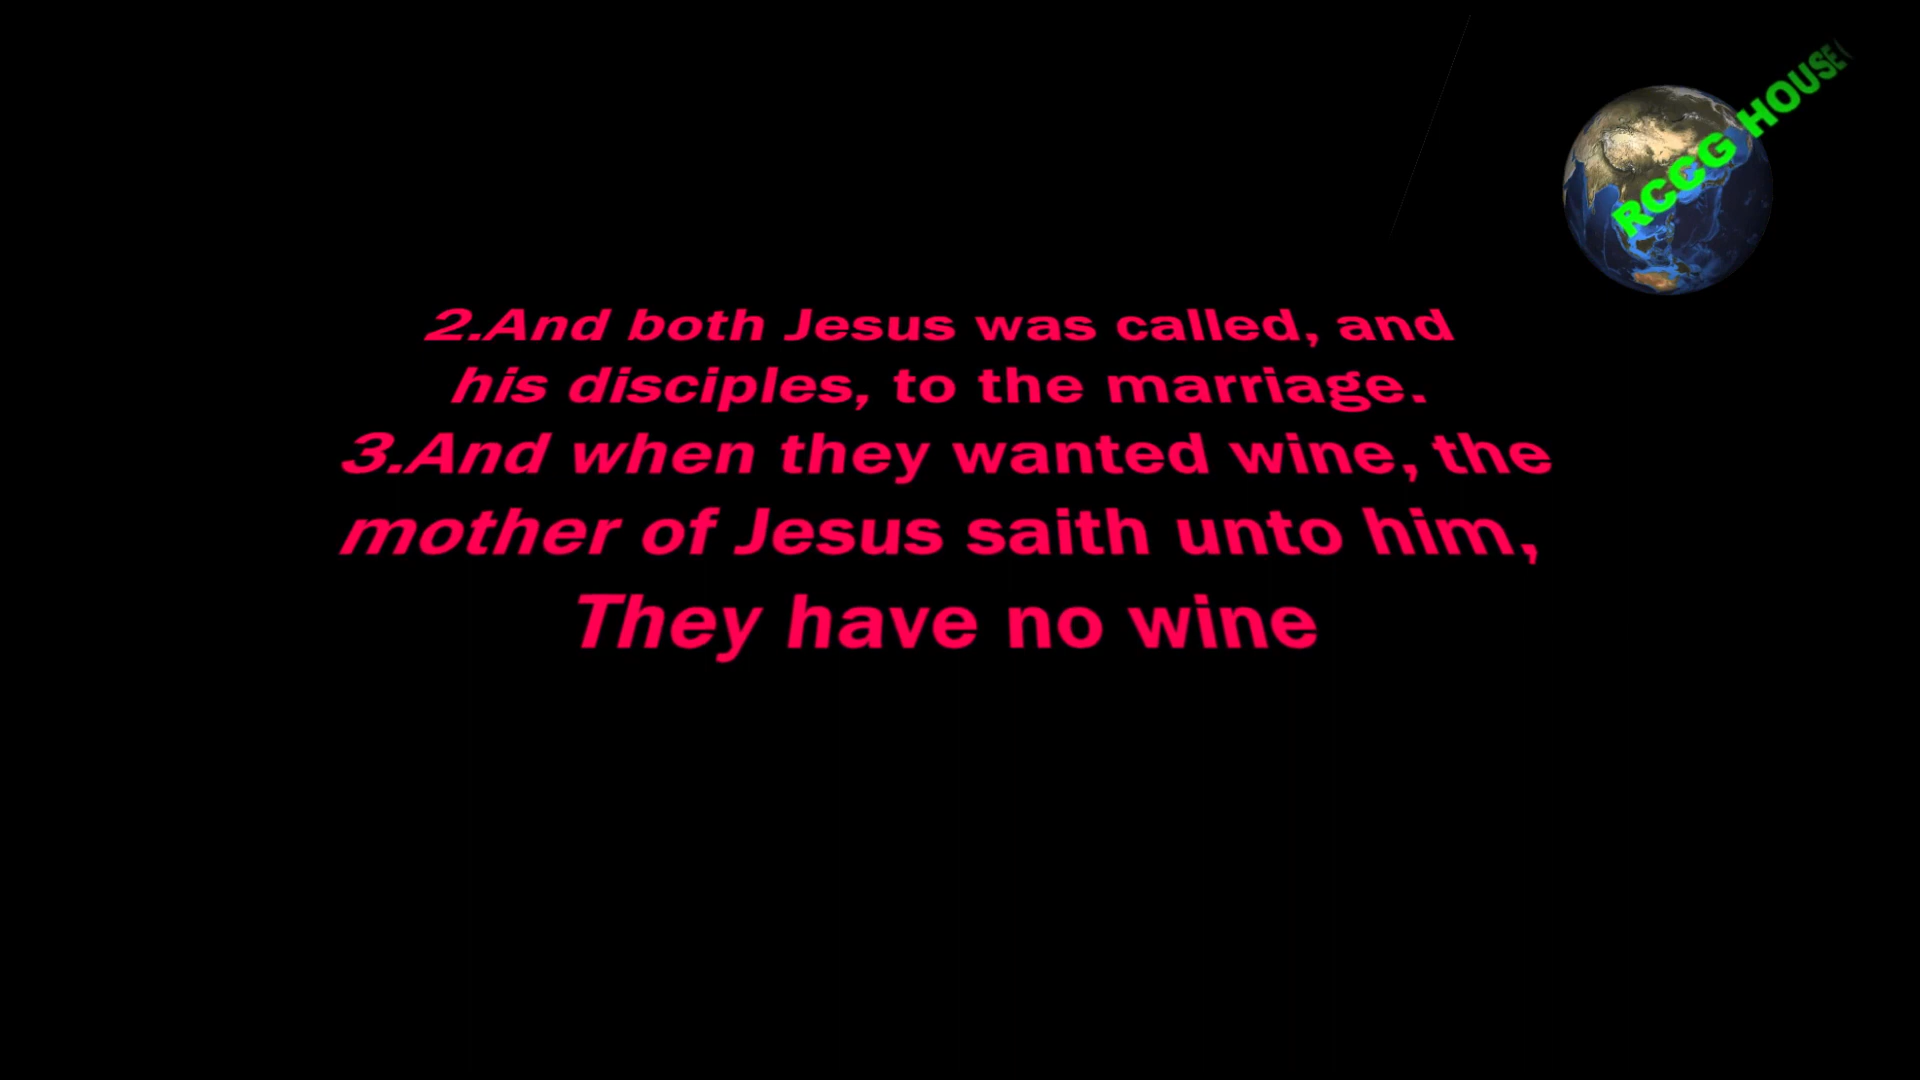 RCCG HOUSE
2.And both Jesus was called, and
his disciples, to the marriage.
3.And when they wanted wine, the
mother of Jesus saith unto him,
They have no wine